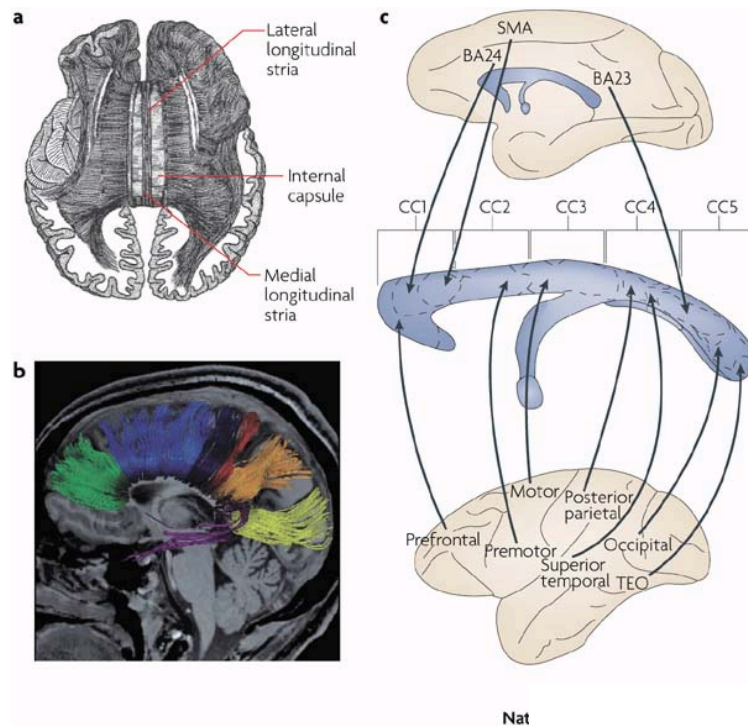 a
Lateral
longitudinal
stria
Internal
capsule
Medial
longitudinal
stria
b
c
SMA
BA24
BA23
CC1 CC2 CC3 CC4 CC5
Motor
Posterior
parietal
Prefrontal
Premotor
Superior
temporal
Occipital
TEO
Nat